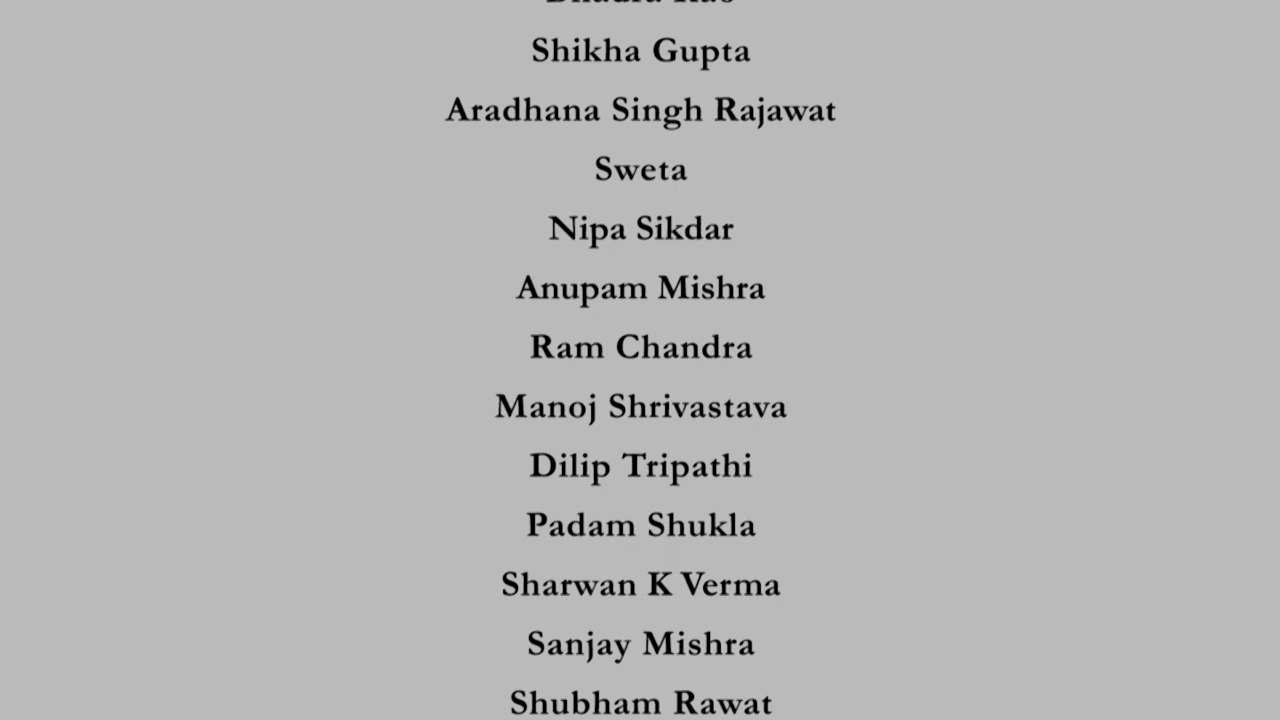 Shikha Gupta
Aradhana Singh Rajawat
Sweta
Nipa Sikdar
Anupam Mishra
Ram Chandra
Manoj Shrivastava
Dilip Tripathi
Padam Shukla
Sharwan K Verma
Sanjay Mishra
Shubham Rawat